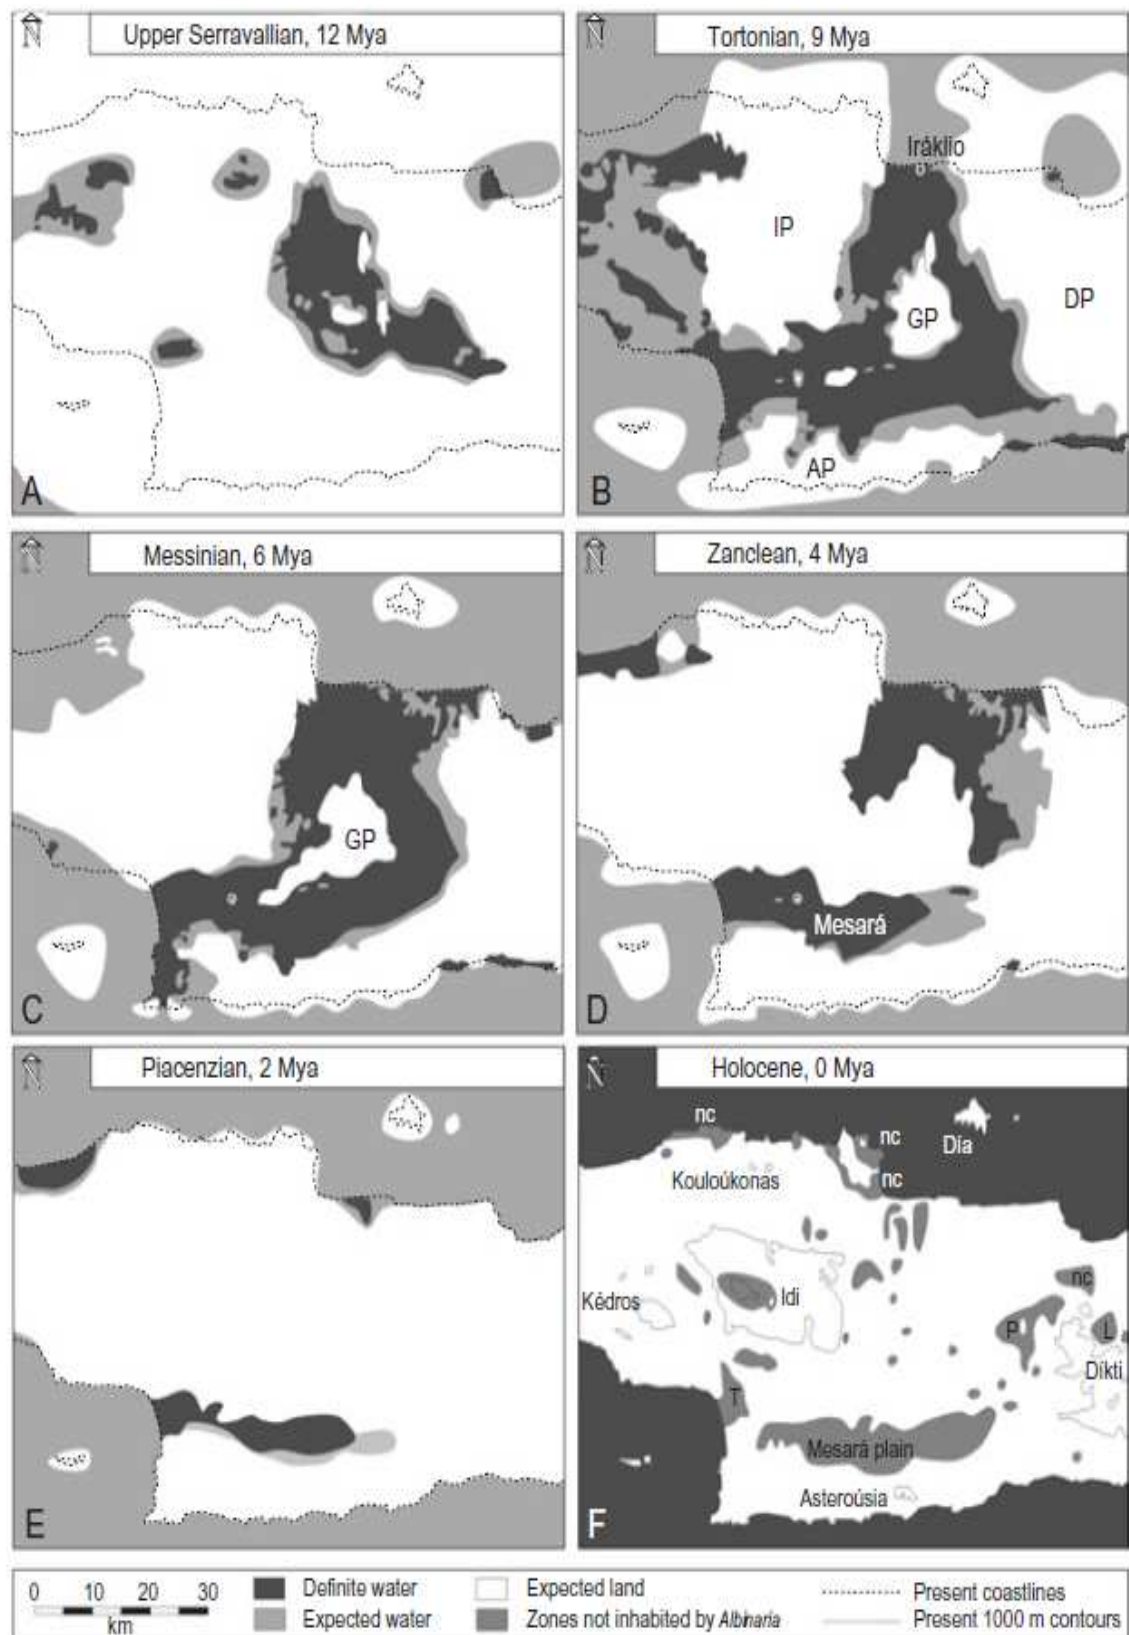 N
Upper Serravallian, 12 Mya
A
N
Tortonian, 9 Mya
Iráklio
IP
GP
DP
AP
B
N
Messinian, 6 Mya
GP
C
N
Zanclean, 4 Mya
Mesará
D
N
Piacenzian, 2 Mya
E
N
Holocene, 0 Mya
nc
nc
Día
Kouloúkonas
nc
nc
Kédros
Idi
P
L
Díkti
T
Mesará plain
Asteroúsia
F
0 10 20 30
km
Definite water
Expected water
Expected land
Zones not inhabited by Albinaria
Present coastlines
Present 1000 m contours